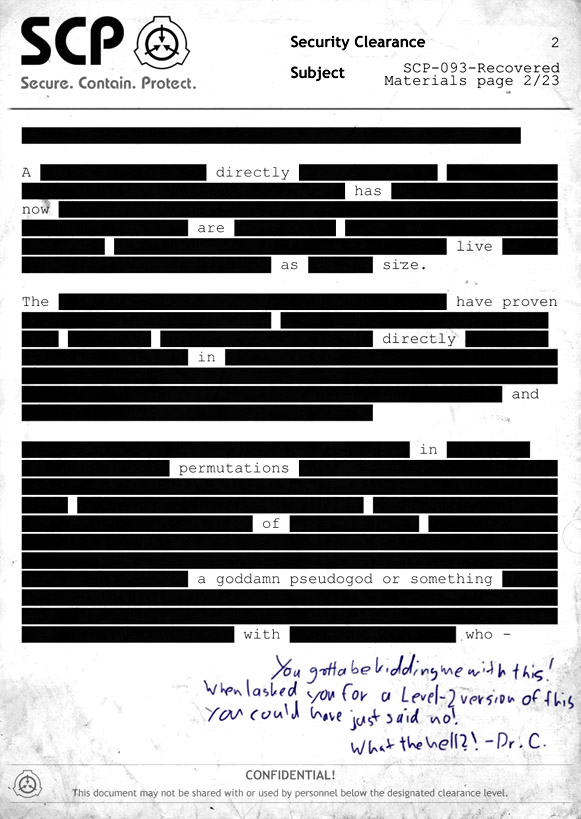 SCP
Secure. Contain. Protect.
Security Clearance 2
Subject SCP-093-Recovered
Materials page 2/23
A directly
has
now
are
live
as size.
The have proven
directly
in
and
in
permutations
of
a goddamn pseudogod or something
with who -
You gotta be kidding me with this!
When I asked you for a Level-2 version of this
you could have just said no!
What the hell?! -Dr. C.
CONFIDENTIAL!
This document may not be shared with or used by personnel below the designated clearance level.